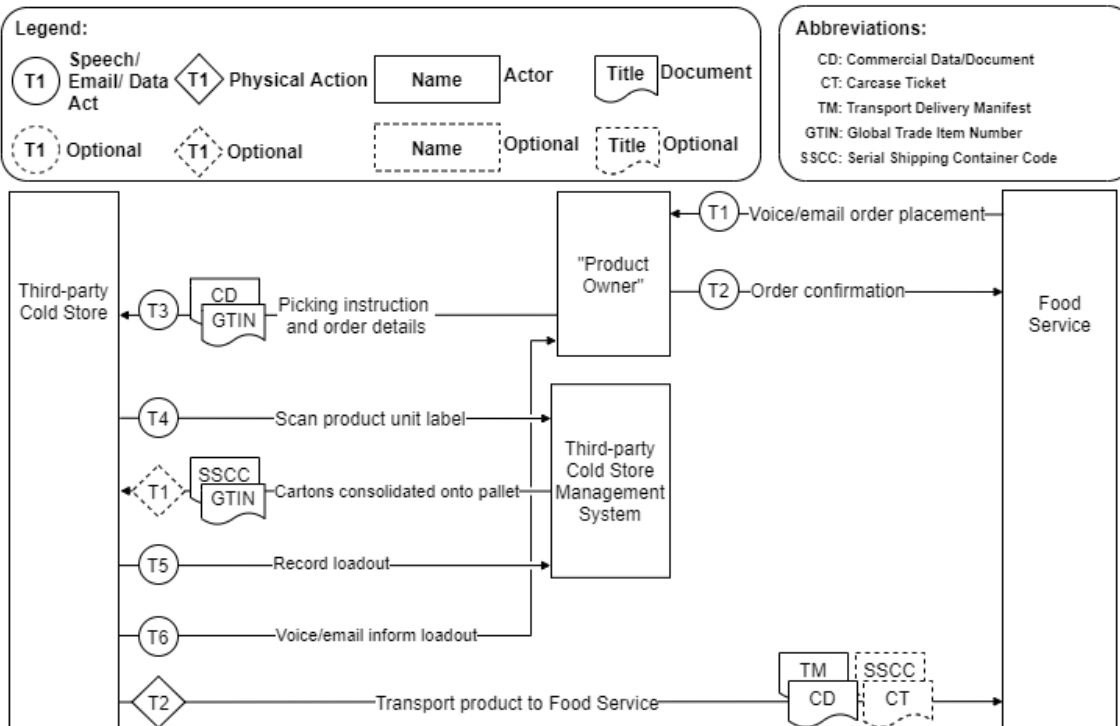 Legend:
T1
Speech/
Email/ Data
Act
T1
Physical Action
Name
Actor
Title
Document
T1
Optional
T1
Optional
Name
Optional
Title
Optional
Abbreviations:
CD: Commercial Data/Document
CT: Carcase Ticket
TM: Transport Delivery Manifest
GTIN: Global Trade Item Number
SSCC: Serial Shipping Container Code
Third-party
Cold Store
"Product
Owner"
Food
Service
T1
Voice/email order placement
T2
Order confirmation
T3
CD
GTIN
Picking instruction
and order details
T4
Scan product unit label
Third-party
Cold Store
Management
System
T1
SSCC
GTIN
Cartons consolidated onto pallet
T5
Record loadout
T6
Voice/email inform loadout
T2
Transport product to Food Service
TM
CD
SSCC
CT